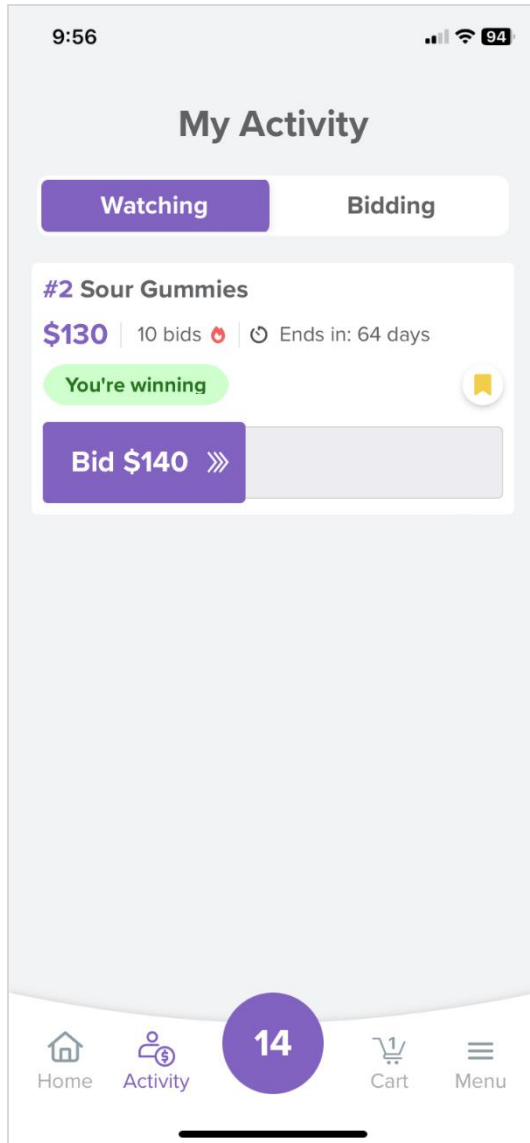 9:56 94
My Activity
Watching Bidding
#2 Sour Gummies
$130 10 bids Ends in: 64 days
You're winning
Bid $140
14
1
Home Activity Cart Menu